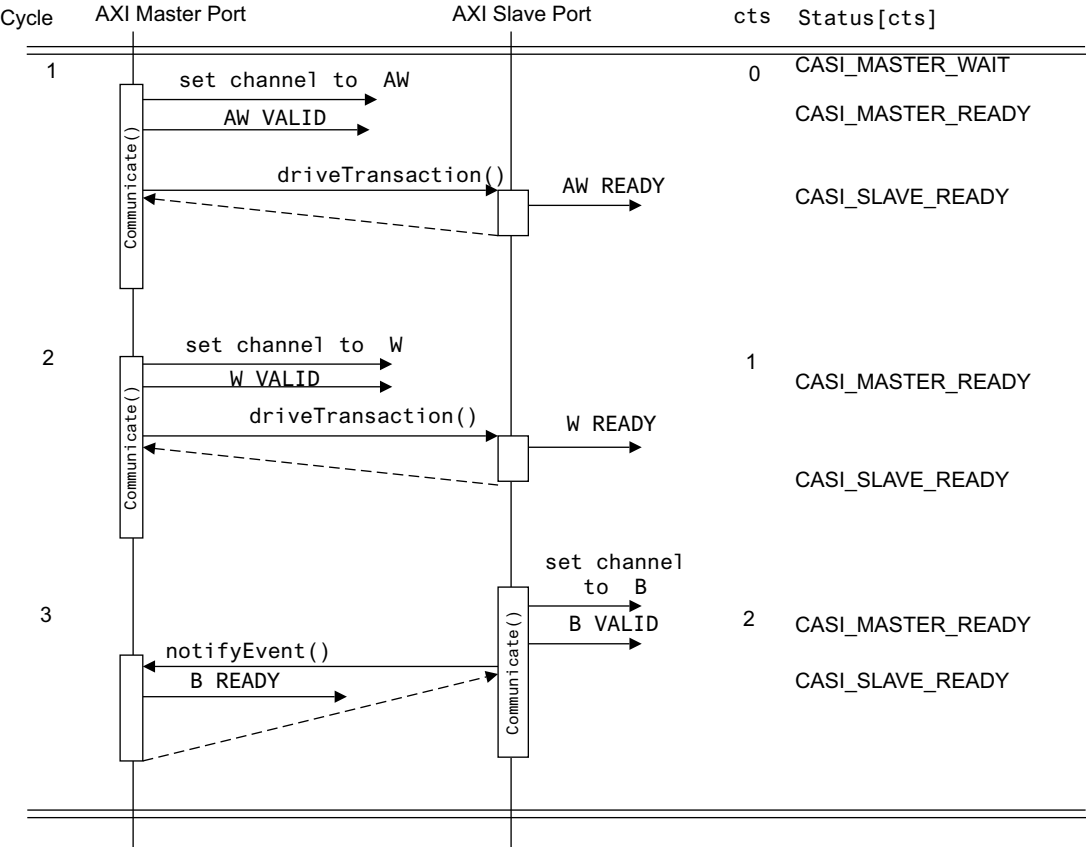 Cycle AXI Master Port AXI Slave Port cts Status[cts]
1 0 CASI_MASTER_WAIT
set channel to AW
AW VALID CASI_MASTER_READY
Communicate()
driveTransaction() AW READY CASI_SLAVE_READY
2 set channel to W 1
W VALID CASI_MASTER_READY
Communicate()
driveTransaction() W READY
CASI_SLAVE_READY
set channel
to B
3 B VALID 2 CASI_MASTER_READY
Communicate()
notifyEvent()
B READY CASI_SLAVE_READY